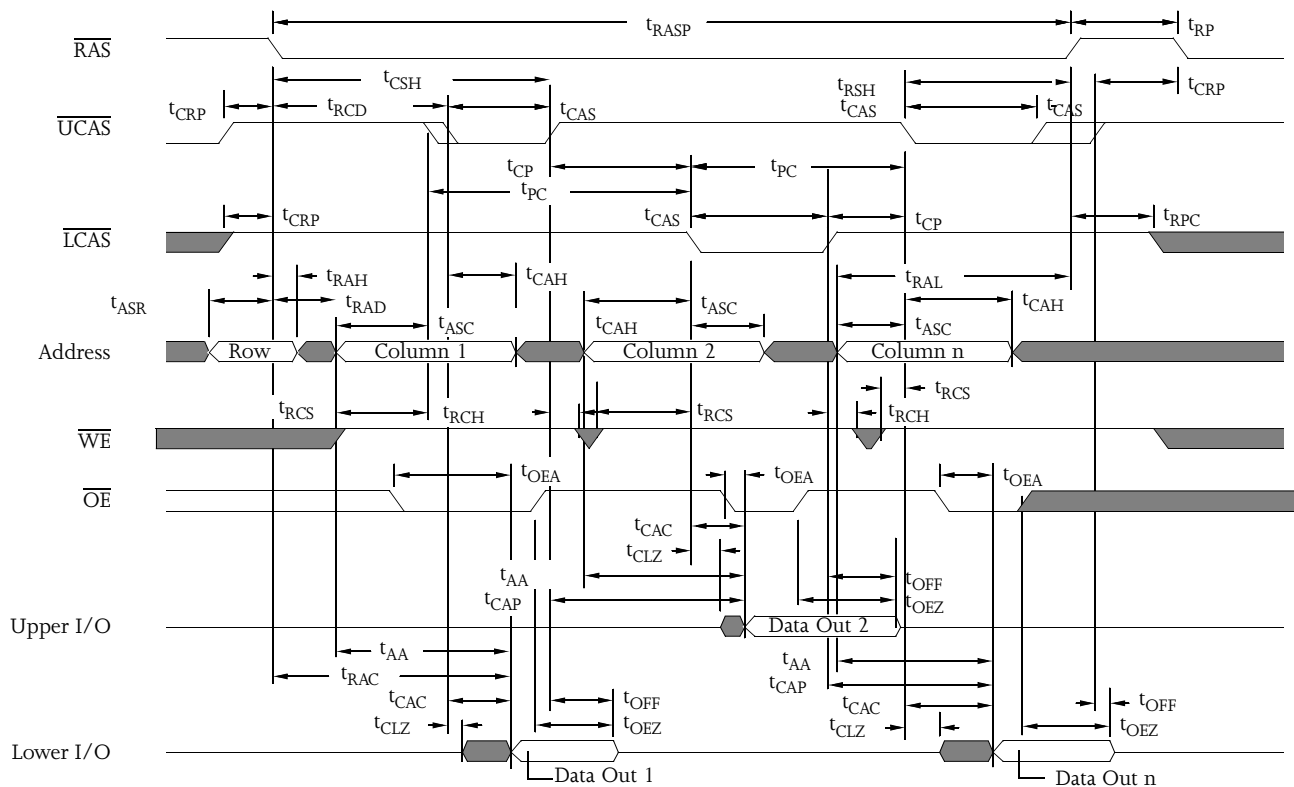 tRASP
tRP
RAS
tCSH
tRSH
tCRP
tRCD
tCAS
tCAS
tCAS
tCRP
UCAS
tCP
tPC
tPC
tCRP
tCAS
tCP
tRPC
LCAS
tRAH
tCAH
tRAL
tASR
tRAD
tASC
tCAH
tASC
tCAH
tASC
Address
Row
Column 1
Column 2
Column n
tRCS
tRCS
tRCH
tRCS
tRCH
WE
tOEA
tOEA
tOEA
OE
tCAC
tCLZ
tAA
tOFF
tCAP
tOEZ
Upper I/O
Data Out 2
tAA
tAA
tRAC
tCAP
tCAC
tOFF
tCAC
tOFF
tCLZ
tOEZ
tCLZ
tOEZ
Lower I/O
Data Out 1
Data Out n